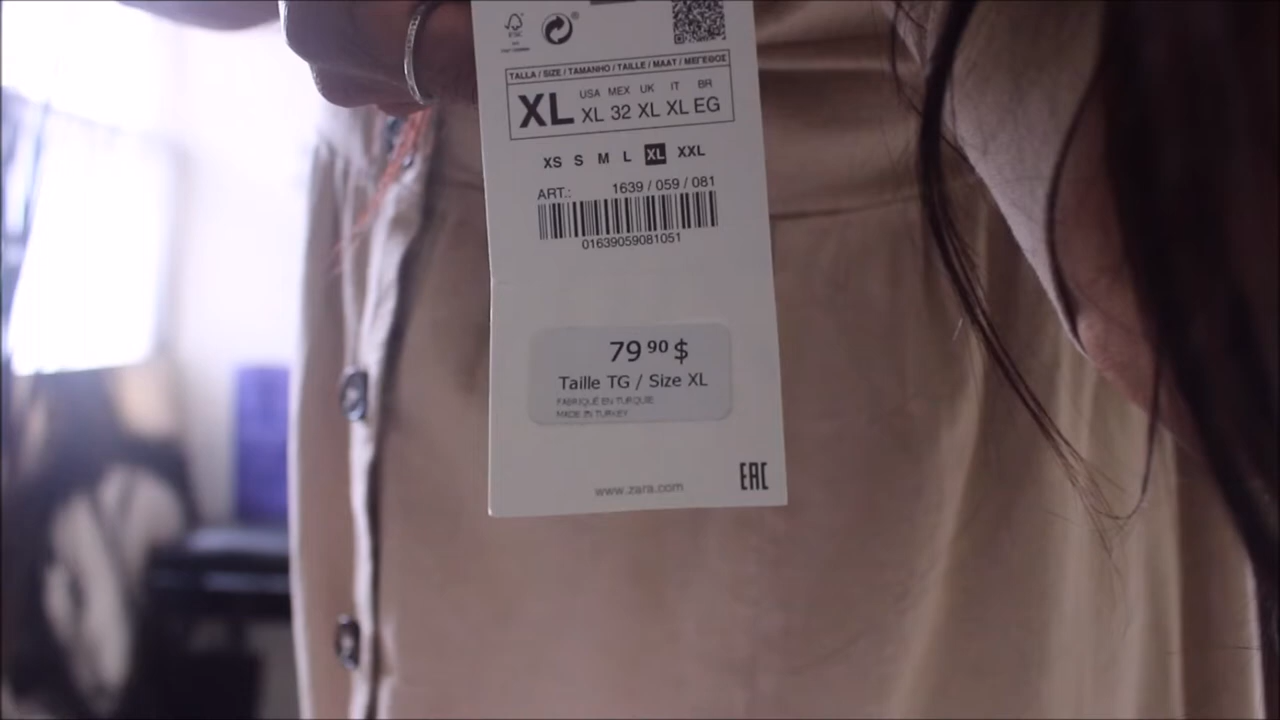 FSC
®
TALLA / SIZE / TAMANHO / TAILLE / MAAT / ΜΕΓΕΘΟΣ
USA MEX UK IT BR
XL XL 32 XL XL EG
XS S M L XL XXL
ART.: 1639 / 059 / 081
01639059081051
79 90 $
Taille TG / Size XL
FABRIQUÉ EN TURQUIE
MADE IN TURKEY
www.zara.com
EAC